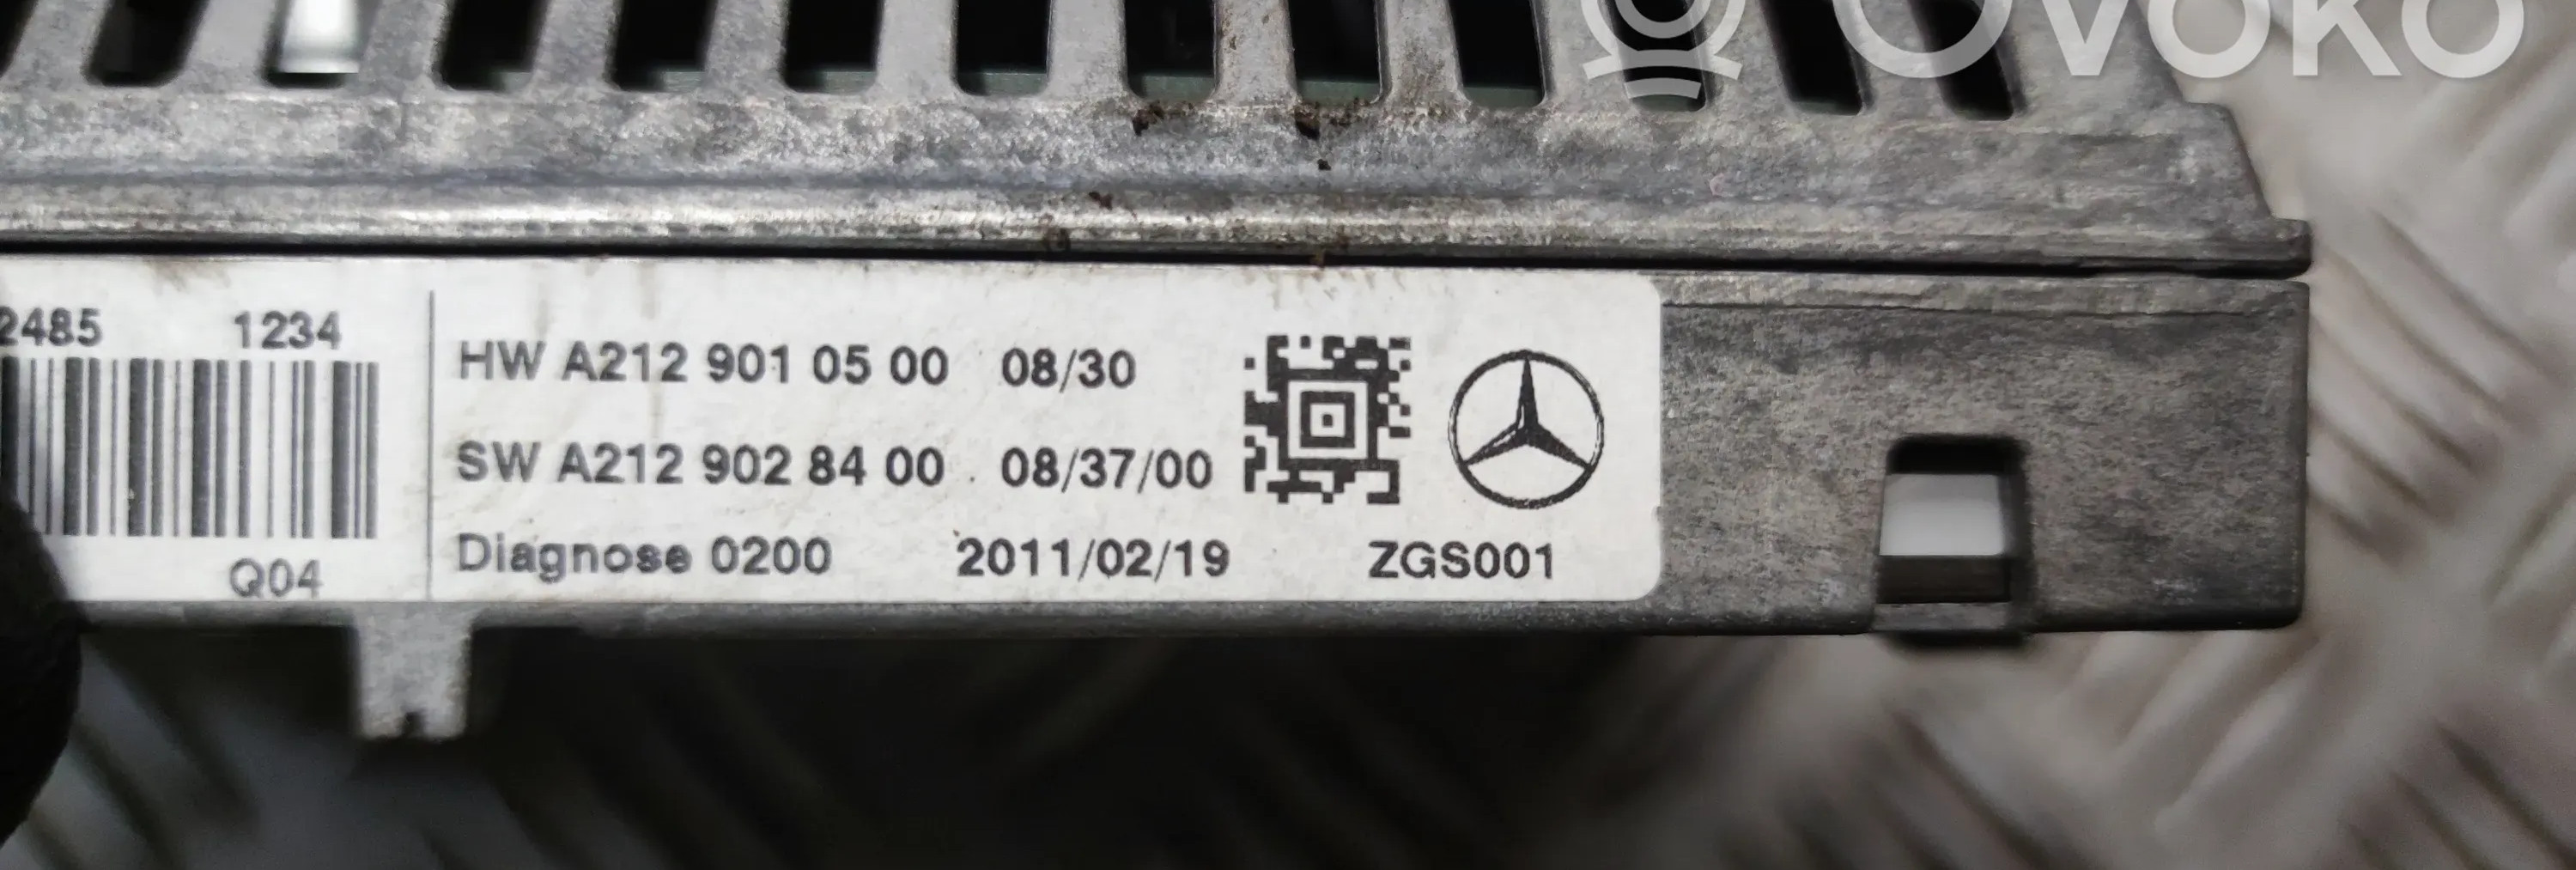 OVOKO
2485 1234
Q04
HW A212 901 05 00 08/30
SW A212 902 84 00 08/37/00
Diagnose 0200 2011/02/19 ZGS001